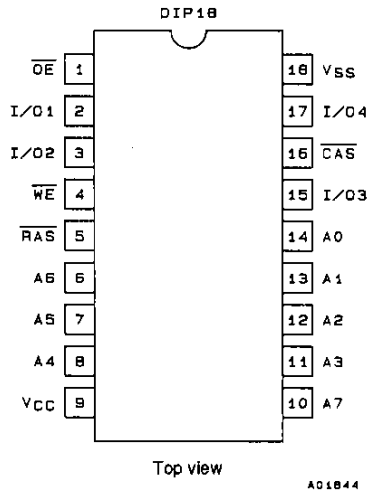 DIP18
OE 1 18 VSS
I/O1 2 17 I/O4
I/O2 3 16 CAS
WE 4 15 I/O3
RAS 5 14 A0
A6 6 13 A1
A5 7 12 A2
A4 8 11 A3
VCC 9 10 A7
Top view
A01844